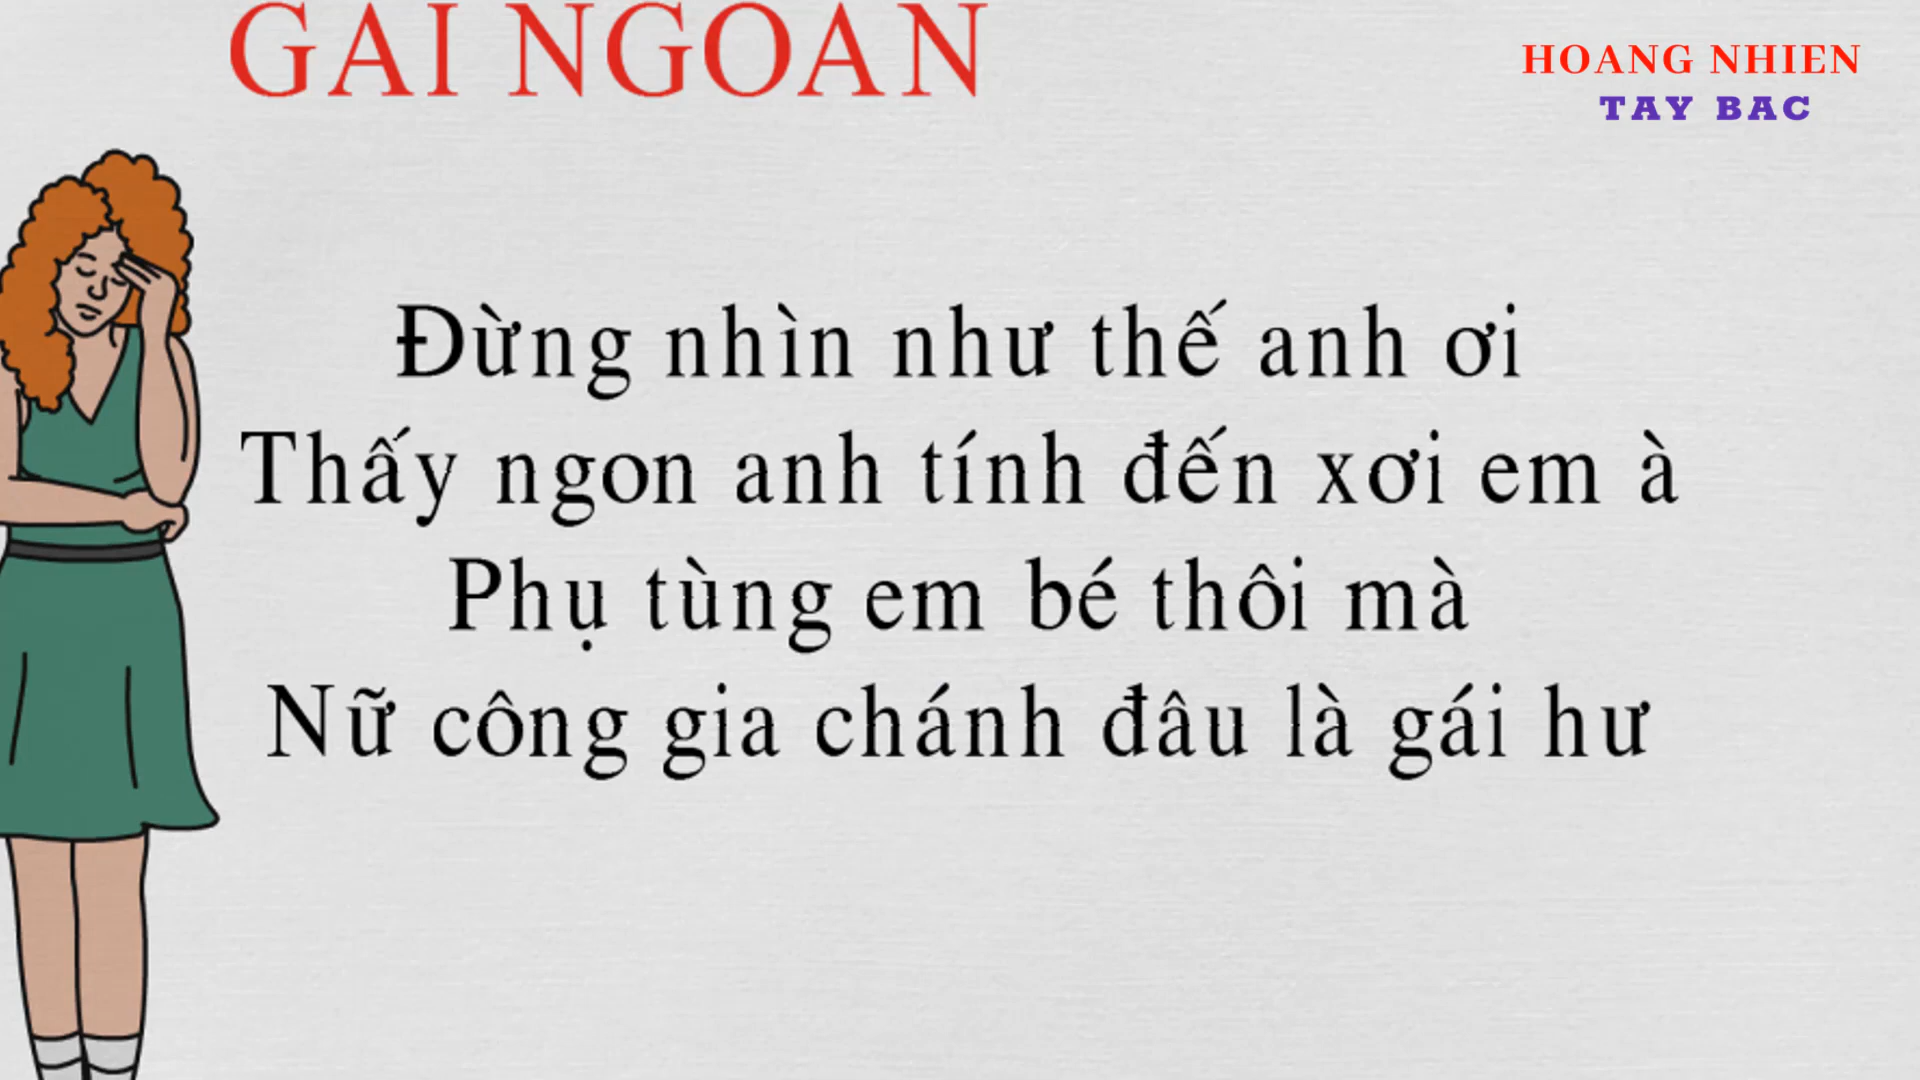 GAI NGOAN
HOANG NHIEN
TAY BAC
Đừng nhìn như thế anh ơi
Thấy ngon anh tính đến xơi em à
Phụ tùng em bé thôi mà
Nữ công gia chánh đâu là gái hư